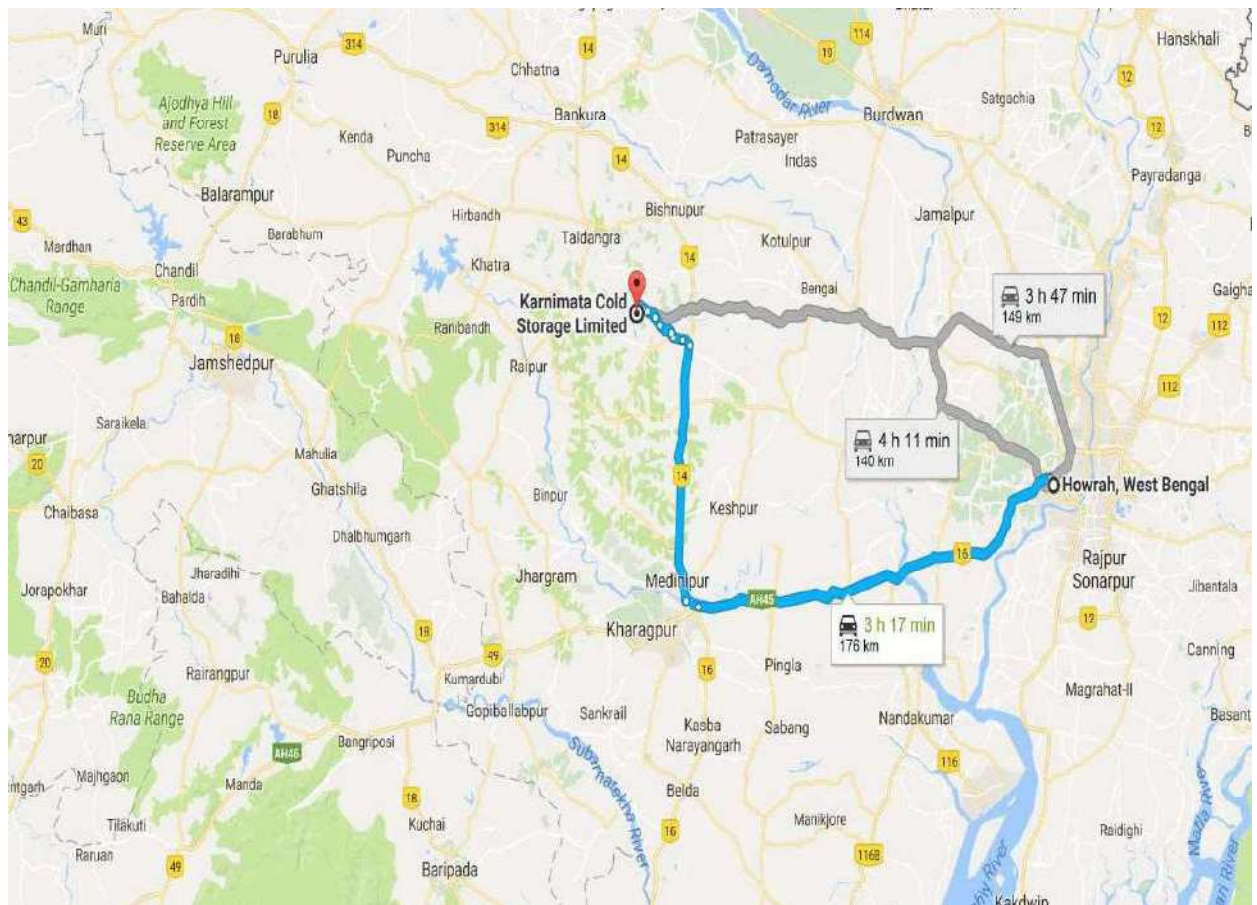 Muri
Purulia
314
14
Chhatna
19
114
Hanskhali
12
Damodar River
Satgachia
Burdwan
Ajodhya Hill
and Forest
Reserve Area
18
Kenda
Bankura
314
Patrasayer
Indas
12
Puncha
14
Payradanga
Balarampur
Hirbandh
Bishnupur
Jamalpur
43
Mardhan
Barabhum
Taldangra
Kotulpur
Chandil
Khatra
14
Chandil-Gamharia
Range
Pardih
Bengai
3 h 47 min
149 km
Karnimata Cold
Storage Limited
12
112
18
Ranibandh
Jamshedpur
Raipur
112
Saraikela
4 h 11 min
140 km
20
Mahulia
14
Howrah, West Bengal
Ghatshila
Binpur
Keshpur
Chaibasa
Dhalbhumgarh
16
Rajpur
Sonarpur
Jharadihi
Jhargram
Medinipur
Jibantala
Jorapokhar
Bahalda
AH45
3 h 17 min
176 km
18
Kharagpur
12
20
Rairangpur
49
16
Pingla
Canning
Kumardubi
Budha
Rana Range
Gopiballabpur
Sankrail
Magrahat-II
Kasba
Narayangarh
Sabang
Nandakumar
Bangriposi
AH46
Subarnarekha River
116
Majhgaon
Manda
Belda
18
Tilakuti
Kuchai
16
Manikjore
Raidighi
Raruan
49
Baripada
116B
Kakdwip